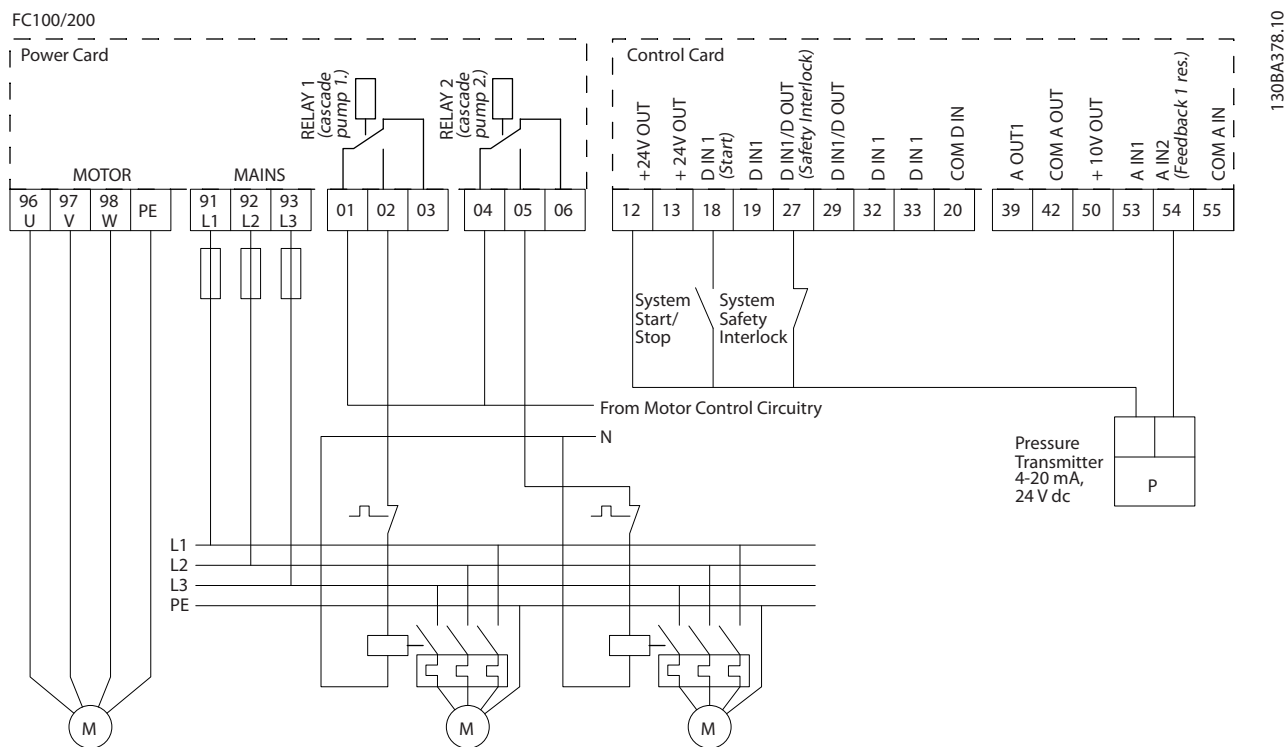 FC100/200
130BA378.10
Power Card
Control Card
RELAY 1
(cascade
pump 1.)
RELAY 2
(cascade
pump 2.)
+24V OUT
+ 24V OUT
D IN 1
(Start)
D IN1
D IN1/D OUT
(Safety Interlock)
D IN1/D OUT
D IN 1
D IN 1
COM D IN
A OUT1
COM A OUT
+ 10V OUT
A IN1
A IN2
(Feedback 1 res.)
COM A IN
MOTOR
MAINS
96
U
97
V
98
W
PE
91
L1
92
L2
93
L3
01
02
03
04
05
06
12
13
18
19
27
29
32
33
20
39
42
50
53
54
55
System
Start/
Stop
System
Safety
Interlock
From Motor Control Circuitry
N
Pressure
Transmitter
4-20 mA,
24 V dc
P
L1
L2
L3
PE
M
M
M